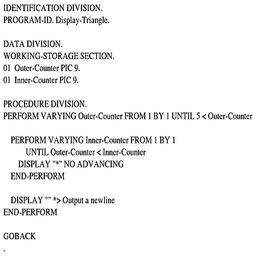 IDENTIFICATION DIVISION.
PROGRAM-ID. Display-Triangle.
DATA DIVISION.
WORKING-STORAGE SECTION.
01 Outer-Counter PIC 9.
01 Inner-Counter PIC 9.
PROCEDURE DIVISION.
PERFORM VARYING Outer-Counter FROM 1 BY 1 UNTIL 5 < Outer-Counter
PERFORM VARYING Inner-Counter FROM 1 BY 1
UNTIL Outer-Counter < Inner-Counter
DISPLAY "*" NO ADVANCING
END-PERFORM
DISPLAY "" *> Output a newline
END-PERFORM
GOBACK
.